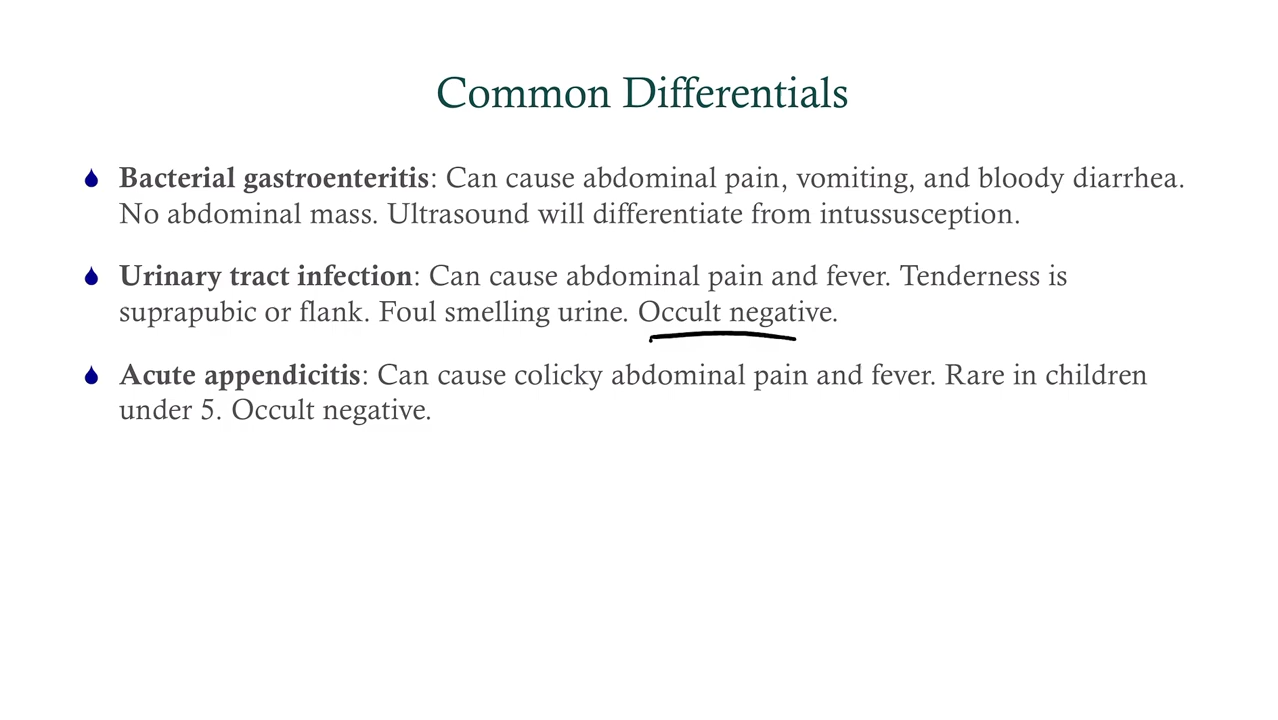 Common Differentials
Bacterial gastroenteritis: Can cause abdominal pain, vomiting, and bloody diarrhea.
No abdominal mass. Ultrasound will differentiate from intussusception.
Urinary tract infection: Can cause abdominal pain and fever. Tenderness is
suprapubic or flank. Foul smelling urine. Occult negative.
Acute appendicitis: Can cause colicky abdominal pain and fever. Rare in children
under 5. Occult negative.